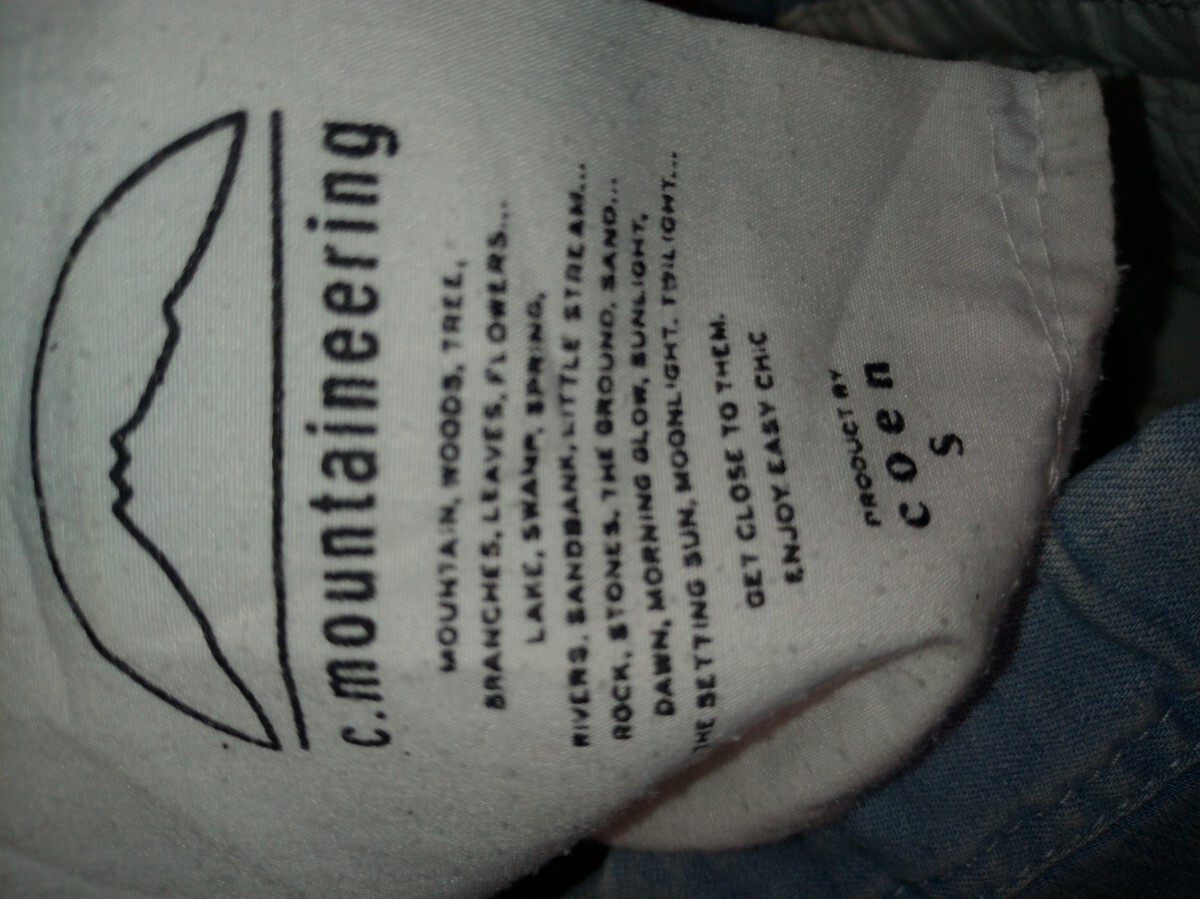 c.mountaineering
MOUNTAIN, WOODS, TREE,
BRANCHES, LEAVES, FLOWERS...
LAKE, SWAMP, SPRING,
RIVERS, SANDBANK, LITTLE STREAM...
ROCK, STONES, THE GROUND, SAND...
DAWN, MORNING GLOW, SUNLIGHT,
THE SETTING SUN, MOONLIGHT, TWILIGHT...
GET CLOSE TO THEM.
ENJOY EASY CHIC
PRODUCT BY
coen
S